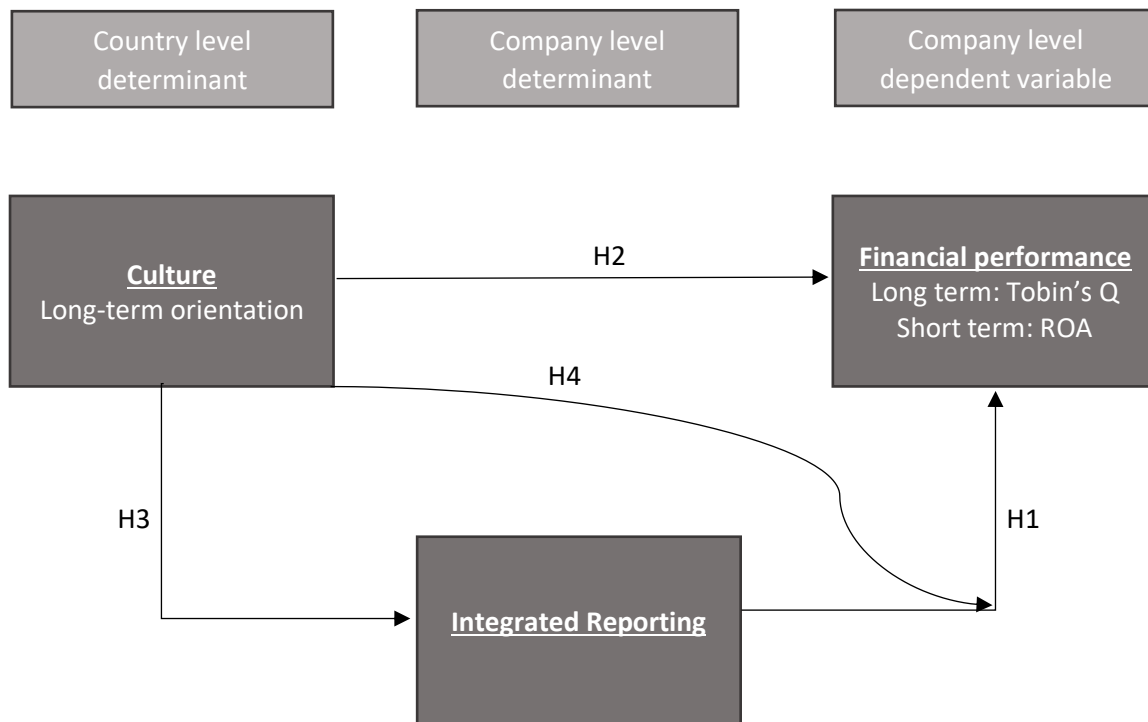 Country level
determinant
Company level
determinant
Company level
dependent variable
Culture
Long-term orientation
H2
Financial performance
Long term: Tobin’s Q
Short term: ROA
H4
H3
H1
Integrated Reporting